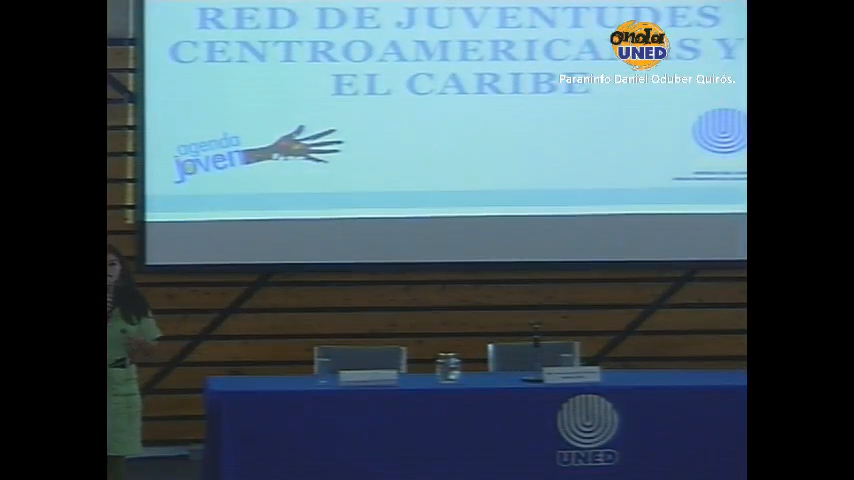 RED DE JUVENTUDES
CENTROAMERICANAS Y
EL CARIBE
onda
UNED
Paraninfo Daniel Oduber Quirós.
agenda
joven
UNED